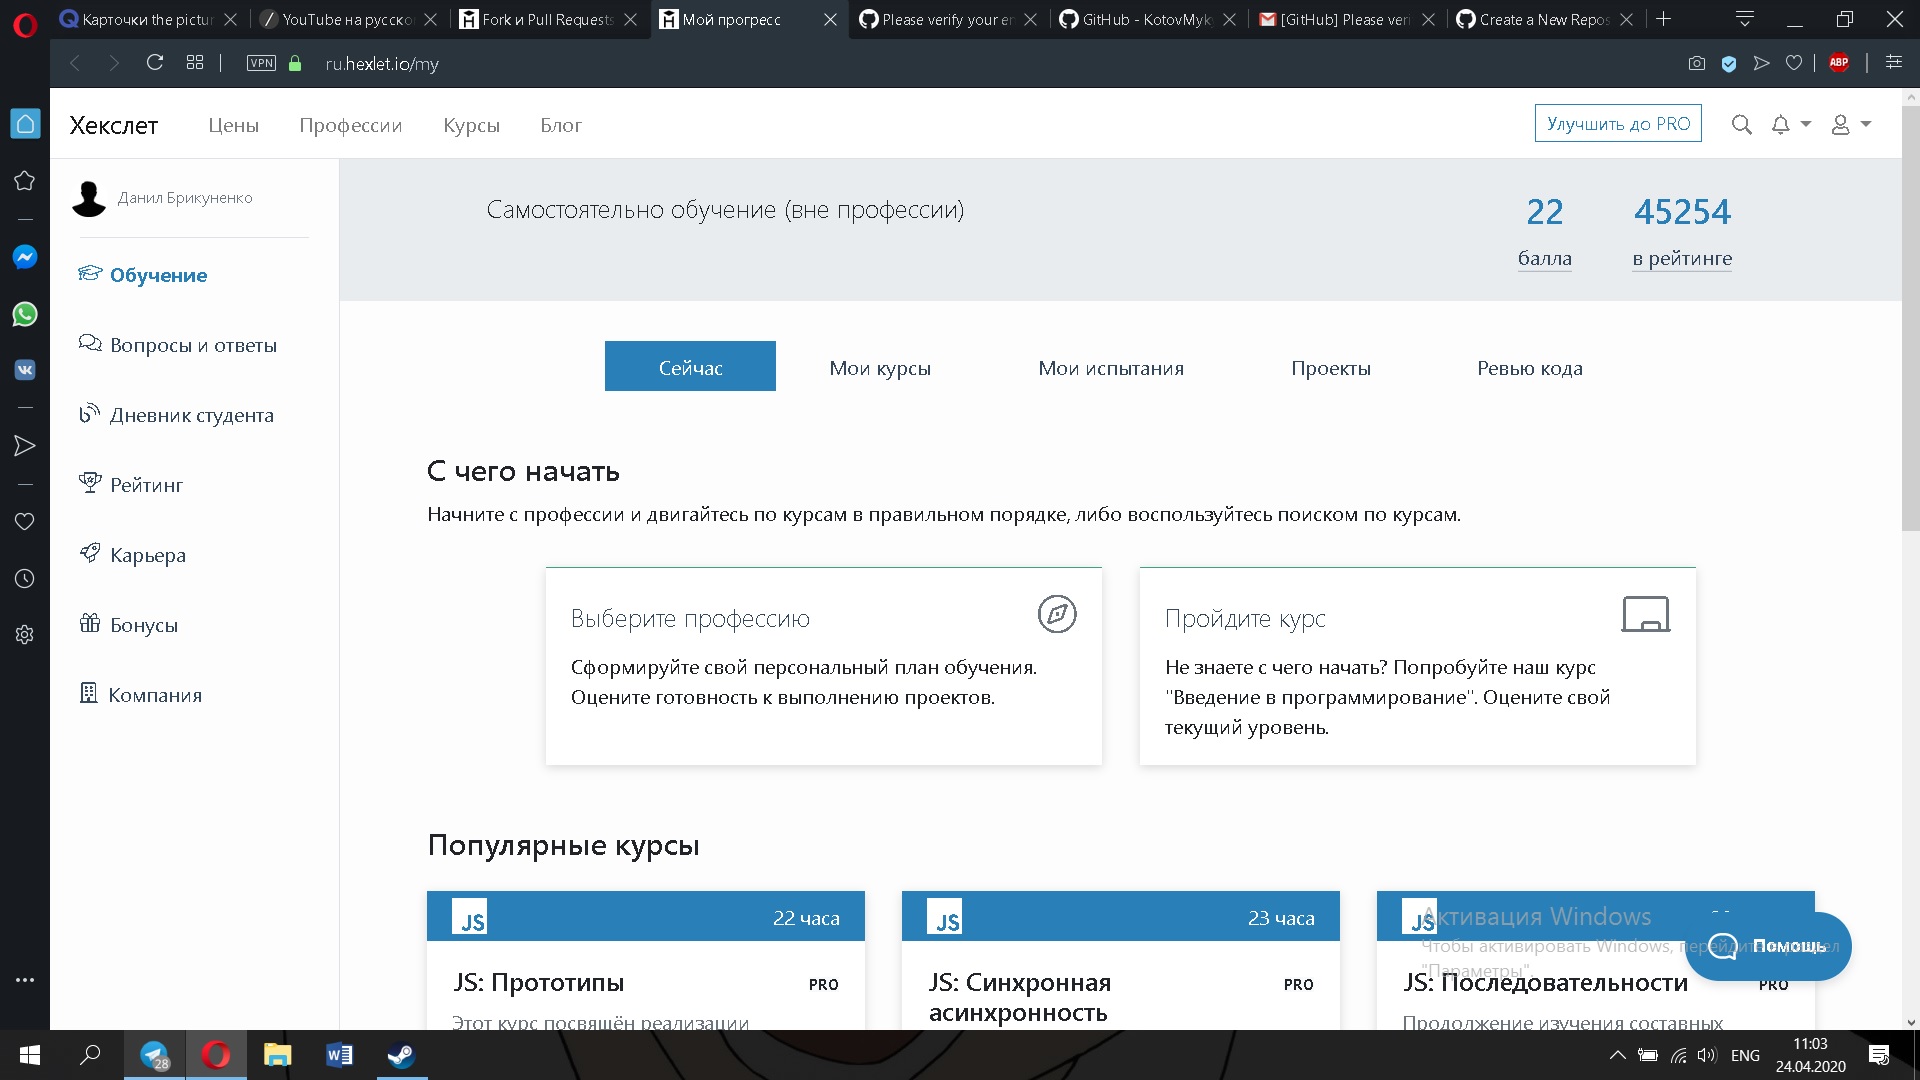 Карточки the pictur
YouTube на русско
Fork и Pull Requests
Мой прогресс
Please verify your em
GitHub - KotovMyk
[GitHub] Please veri
Create a New Repos
VPN
ru.hexlet.io/my
ABP
Хекслет
Цены
Профессии
Курсы
Блог
Улучшить до PRO
Данил Брикуненко
Обучение
Вопросы и ответы
Дневник студента
Рейтинг
Карьера
Бонусы
Компания
Самостоятельно обучение (вне профессии)
22
балла
45254
в рейтинге
Сейчас
Мои курсы
Мои испытания
Проекты
Ревью кода
С чего начать
Начните с профессии и двигайтесь по курсам в правильном порядке, либо воспользуйтесь поиском по курсам.
Выберите профессию
Сформируйте свой персональный план обучения.
Оцените готовность к выполнению проектов.
Пройдите курс
Не знаете с чего начать? Попробуйте наш курс
"Введение в программирование". Оцените свой
текущий уровень.
Популярные курсы
JS
22 часа
JS: Прототипы
PRO
Этот курс посвящён реализации
JS
23 часа
JS: Синхронная
асинхронность
PRO
JS
JS: Последовательности
PRO
Продолжение изучения составных
Активация Windows
Чтобы активировать Windows, перейдите в раздел
"Параметры".
Помощь
28
ENG
11:03
24.04.2020